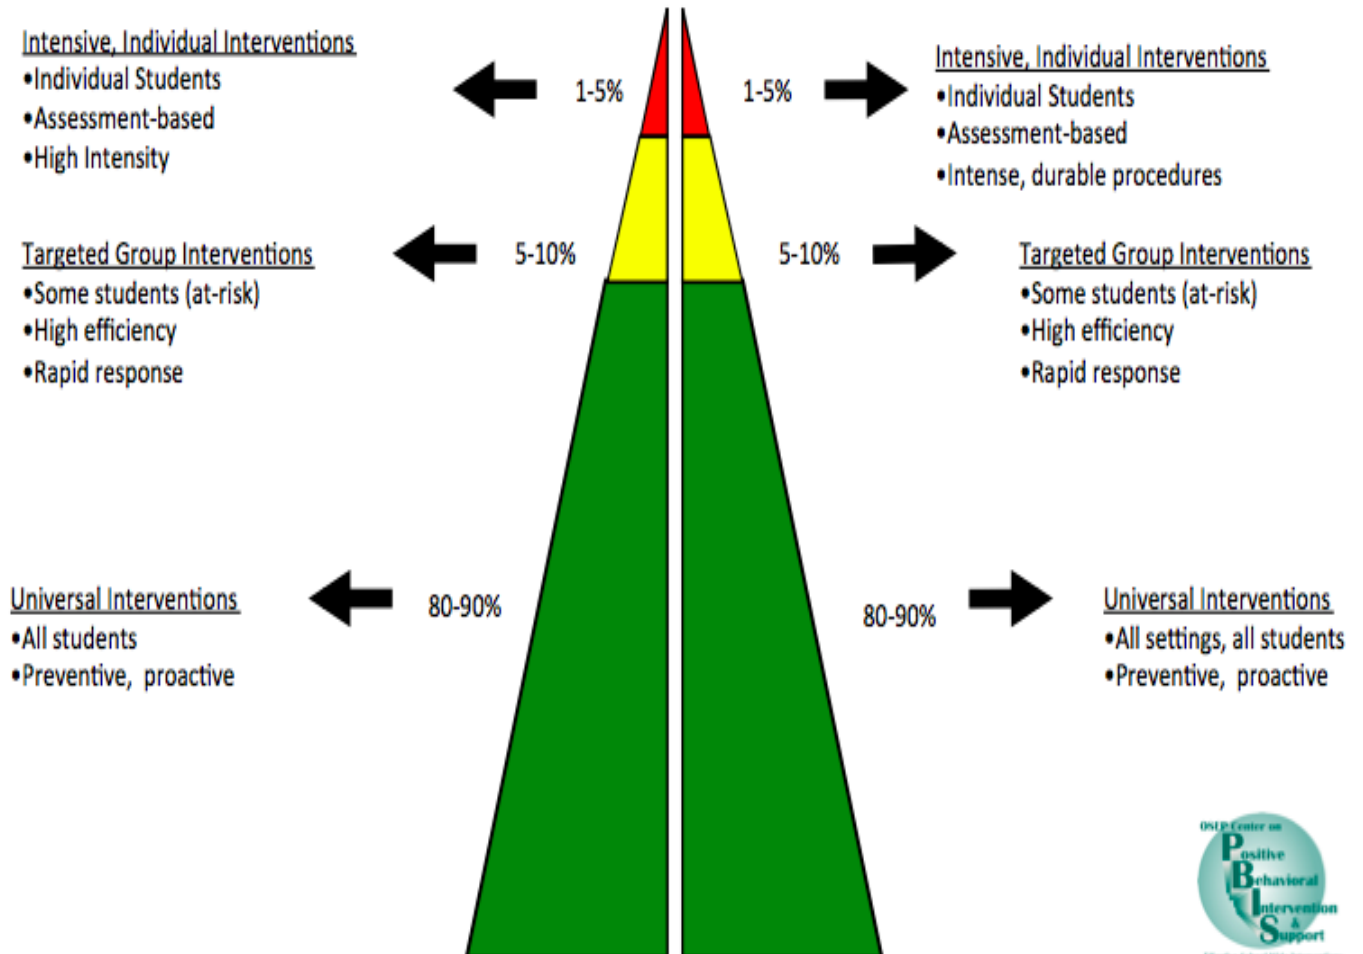 Intensive, Individual Interventions
•Individual Students
•Assessment-based
•High Intensity
1-5%
1-5%
Intensive, Individual Interventions
•Individual Students
•Assessment-based
•Intense, durable procedures
Targeted Group Interventions
•Some students (at-risk)
•High efficiency
•Rapid response
5-10%
5-10%
Targeted Group Interventions
•Some students (at-risk)
•High efficiency
•Rapid response
Universal Interventions
•All students
•Preventive, proactive
80-90%
80-90%
Universal Interventions
•All settings, all students
•Preventive, proactive
OSEP Center on
Positive
Behavioral
Intervention
&
Support